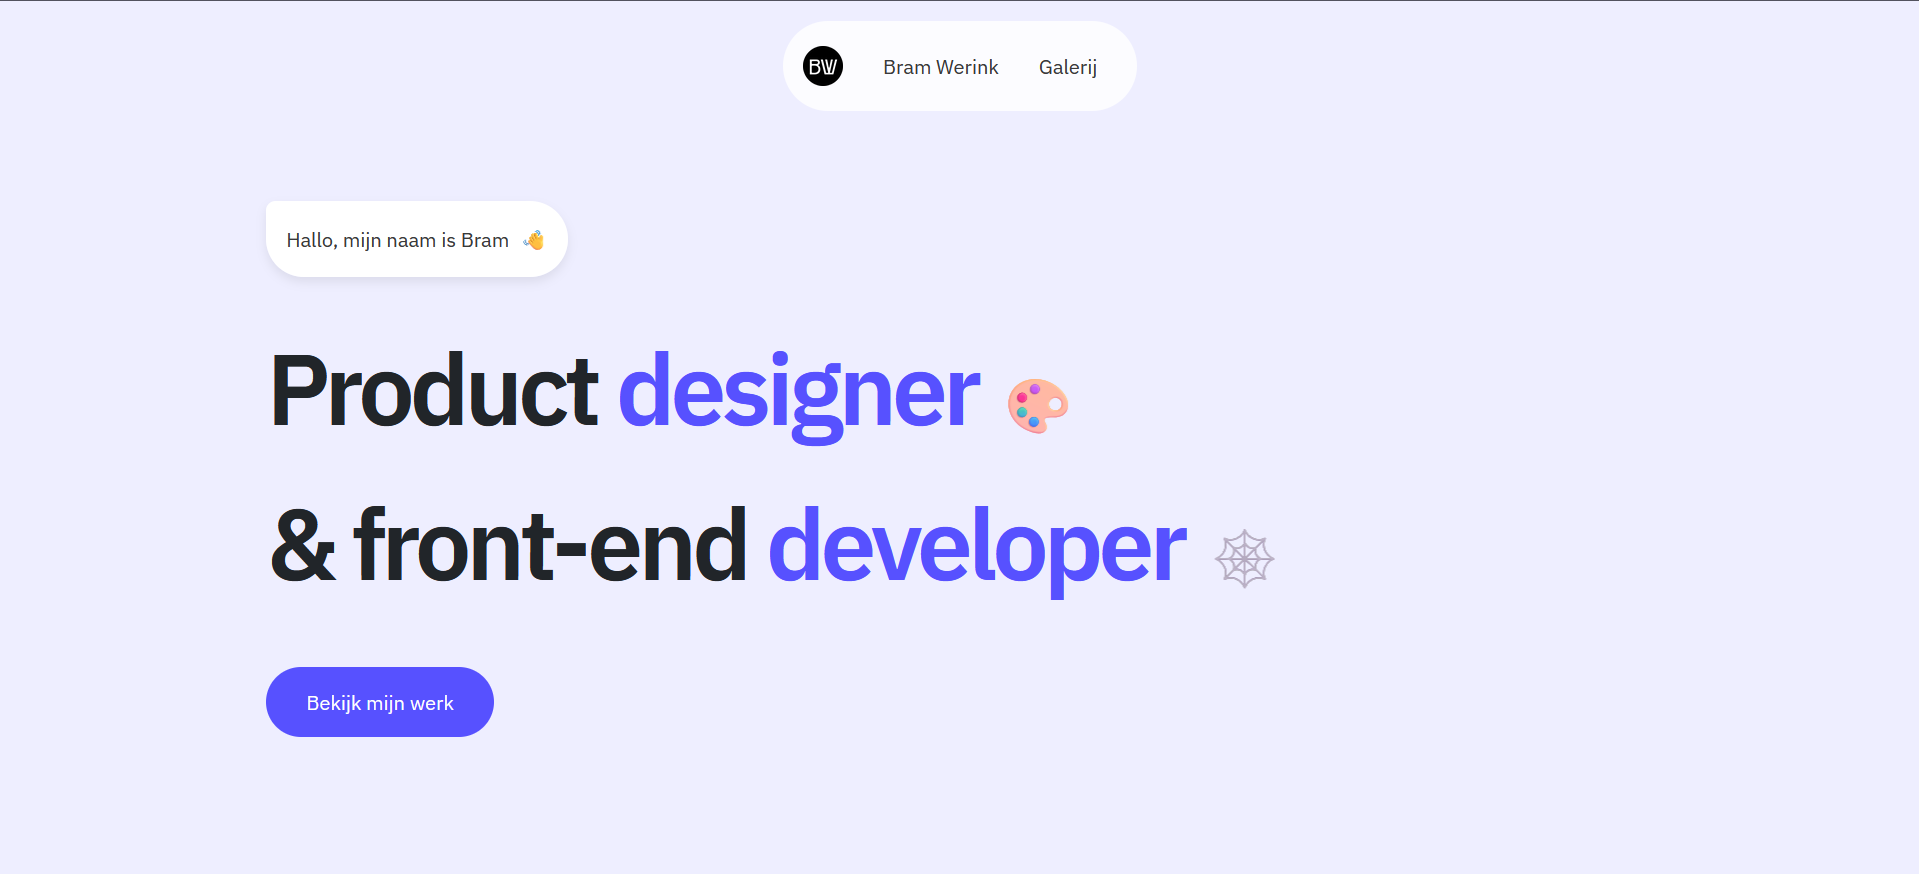 BW Bram Werink Galerij
Hallo, mijn naam is Bram 👋
Product designer 🎨
& front-end developer 🕸️
Bekijk mijn werk